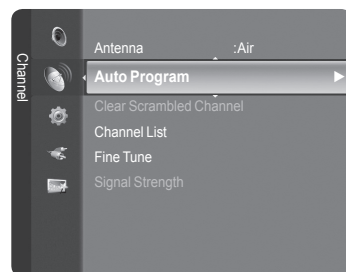 Channel
Antenna :Air
Auto Program
Clear Scrambled Channel
Channel List
Fine Tune
Signal Strength